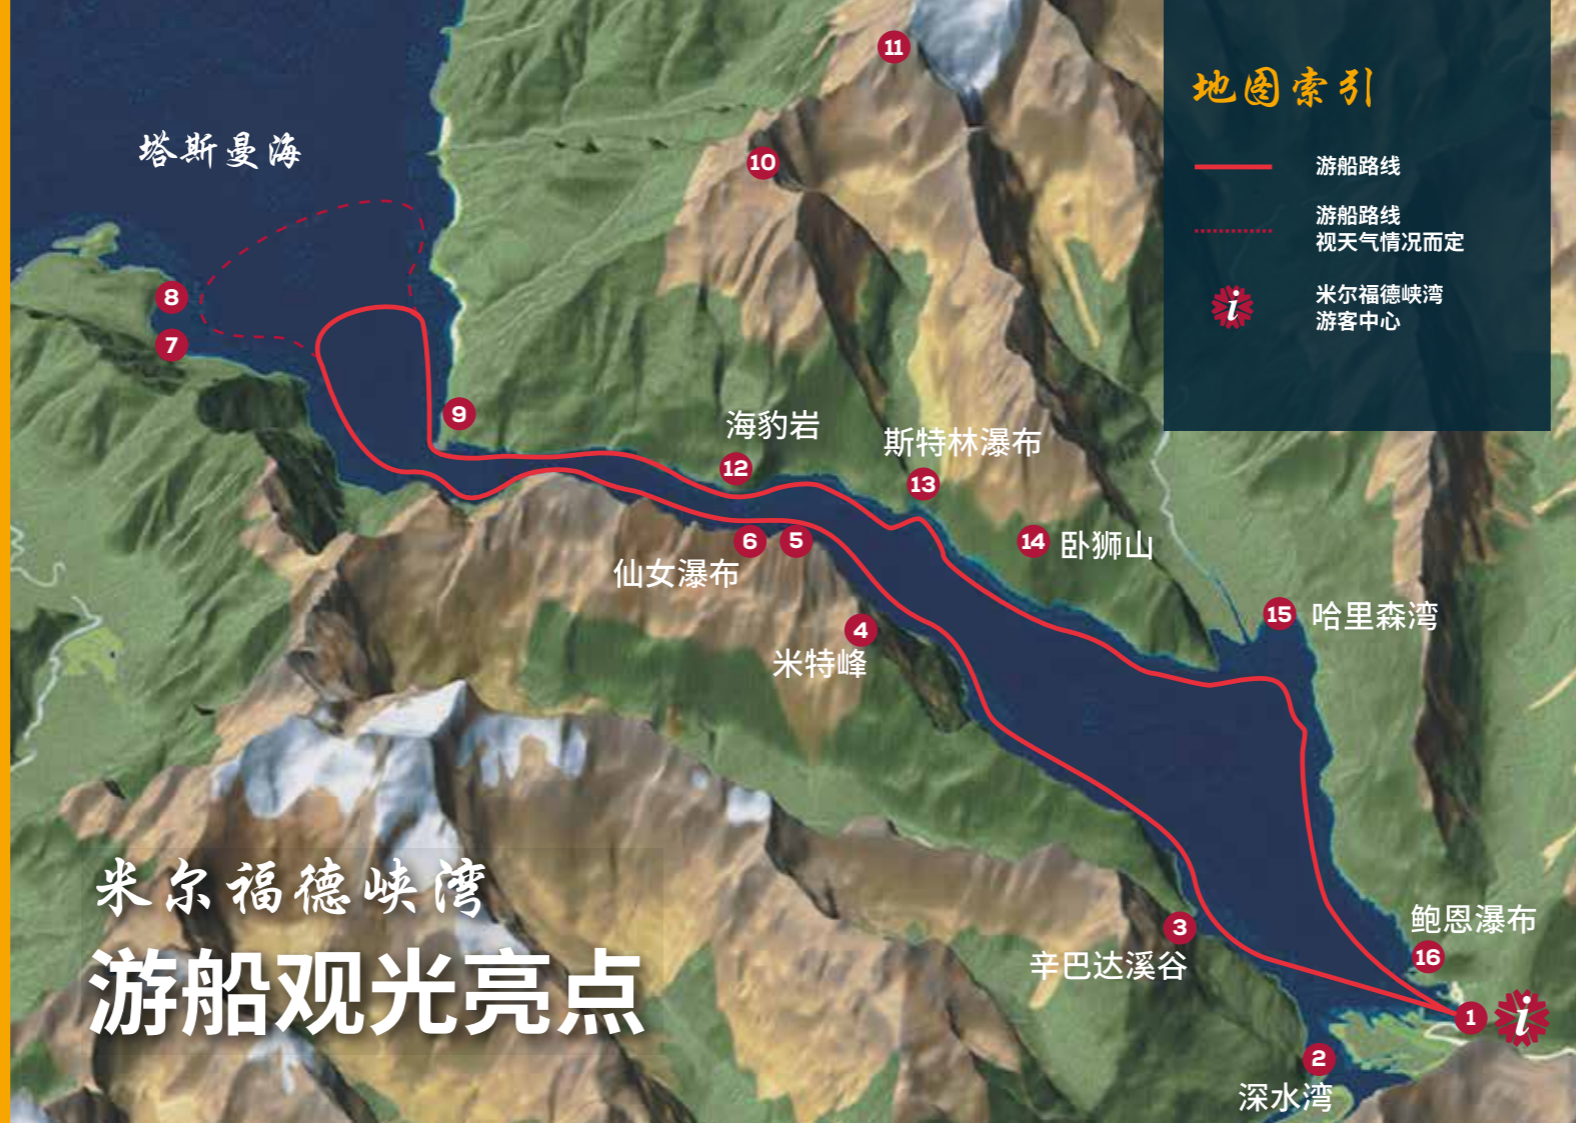 11
地图索引
塔斯曼海
10
游船路线
游船路线
视天气情况而定
8
米尔福德峡湾
游客中心
7
9
海豹岩
斯特林瀑布
12
13
6
5
14
卧狮山
仙女瀑布
15
哈里森湾
4
米特峰
米尔福德峡湾
游船观光亮点
3
辛巴达溪谷
鲍恩瀑布
16
1
i
2
深水湾